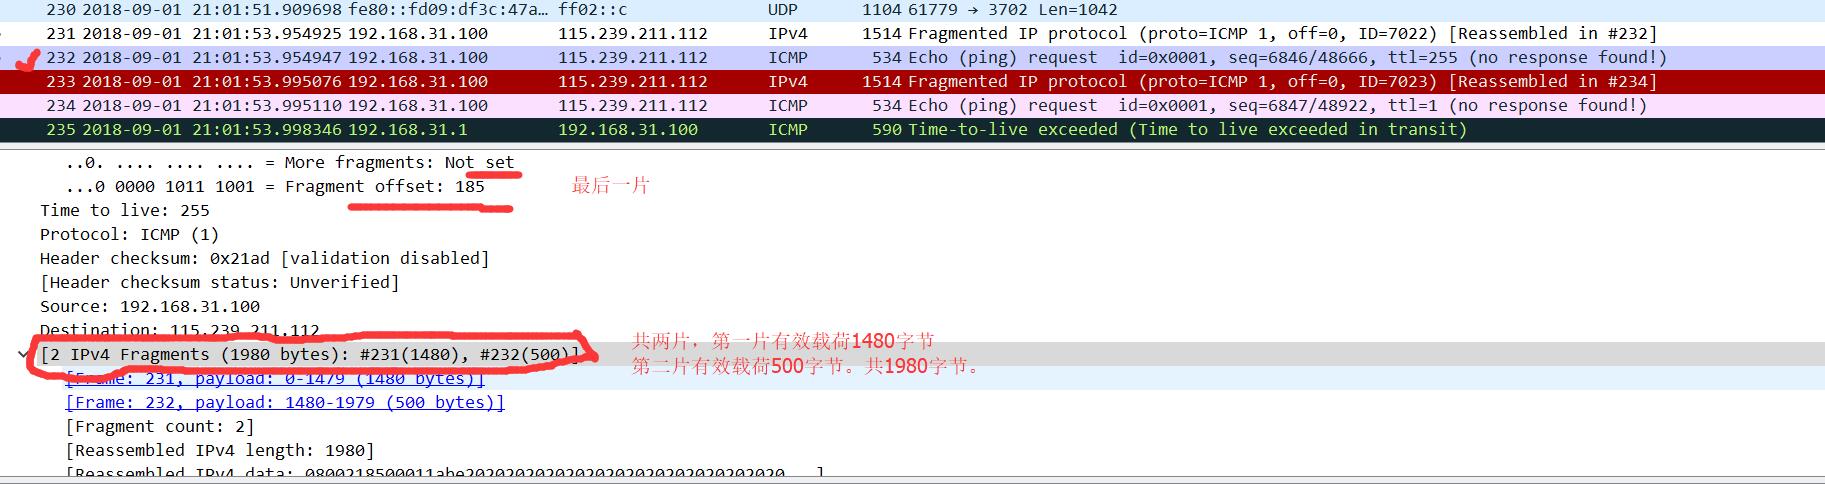 230 2018-09-01 21:01:51.909698 fe80::fd09:df3c:47a… ff02::c UDP 1104 61779 → 3702 Len=1042
231 2018-09-01 21:01:53.954925 192.168.31.100 115.239.211.112 IPv4 1514 Fragmented IP protocol (proto=ICMP 1, off=0, ID=7022) [Reassembled in #232]
232 2018-09-01 21:01:53.954947 192.168.31.100 115.239.211.112 ICMP 534 Echo (ping) request id=0x0001, seq=6846/48666, ttl=255 (no response found!)
233 2018-09-01 21:01:53.995076 192.168.31.100 115.239.211.112 IPv4 1514 Fragmented IP protocol (proto=ICMP 1, off=0, ID=7023) [Reassembled in #234]
234 2018-09-01 21:01:53.995110 192.168.31.100 115.239.211.112 ICMP 534 Echo (ping) request id=0x0001, seq=6847/48922, ttl=1 (no response found!)
235 2018-09-01 21:01:53.998346 192.168.31.1 192.168.31.100 ICMP 590 Time-to-live exceeded (Time to live exceeded in transit)
..0. .... .... .... = More fragments: Not set
...0 0000 1011 1001 = Fragment offset: 185 最后一片
Time to live: 255
Protocol: ICMP (1)
Header checksum: 0x21ad [validation disabled]
[Header checksum status: Unverified]
Source: 192.168.31.100
Destination: 115.239.211.112
共两片，第一片有效载荷1480字节
[2 IPv4 Fragments (1980 bytes): #231(1480), #232(500)]
第二片有效载荷500字节。共1980字节。
[Frame: 231, payload: 0-1479 (1480 bytes)]
[Frame: 232, payload: 1480-1979 (500 bytes)]
[Fragment count: 2]
[Reassembled IPv4 length: 1980]
[Reassembled IPv4 data: